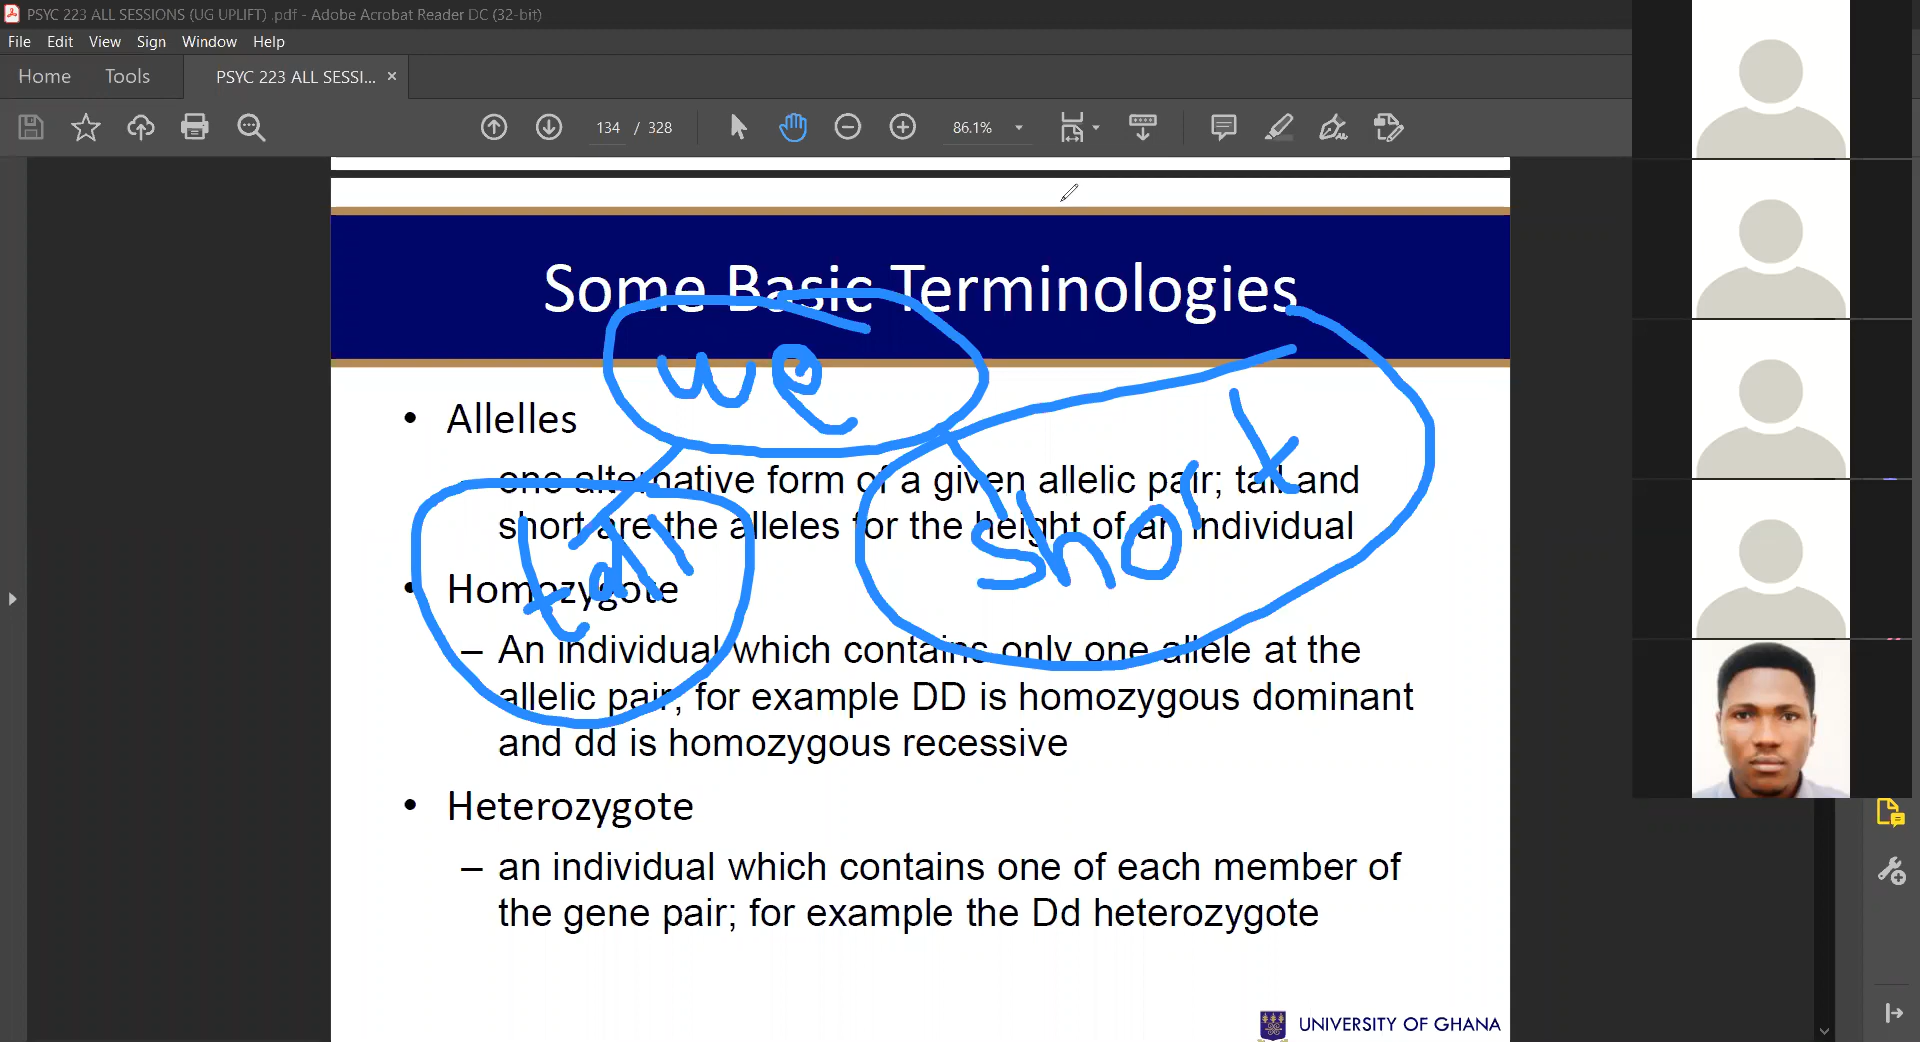 PSYC 223 ALL SESSIONS (UG UPLIFT) .pdf - Adobe Acrobat Reader DC (32-bit)
File Edit View Sign Window Help
Home Tools PSYC 223 ALL SESSI... ×
134 / 328 86.1%
Some Basic Terminologies
we
• Allelles
one alternative form of a given allelic pair; tall and
short are the alleles for the height of an individual
tall
short
• Homozygote
– An individual which contains only one allele at the
allelic pair; for example DD is homozygous dominant
and dd is homozygous recessive
• Heterozygote
– an individual which contains one of each member of
the gene pair; for example the Dd heterozygote
UNIVERSITY OF GHANA